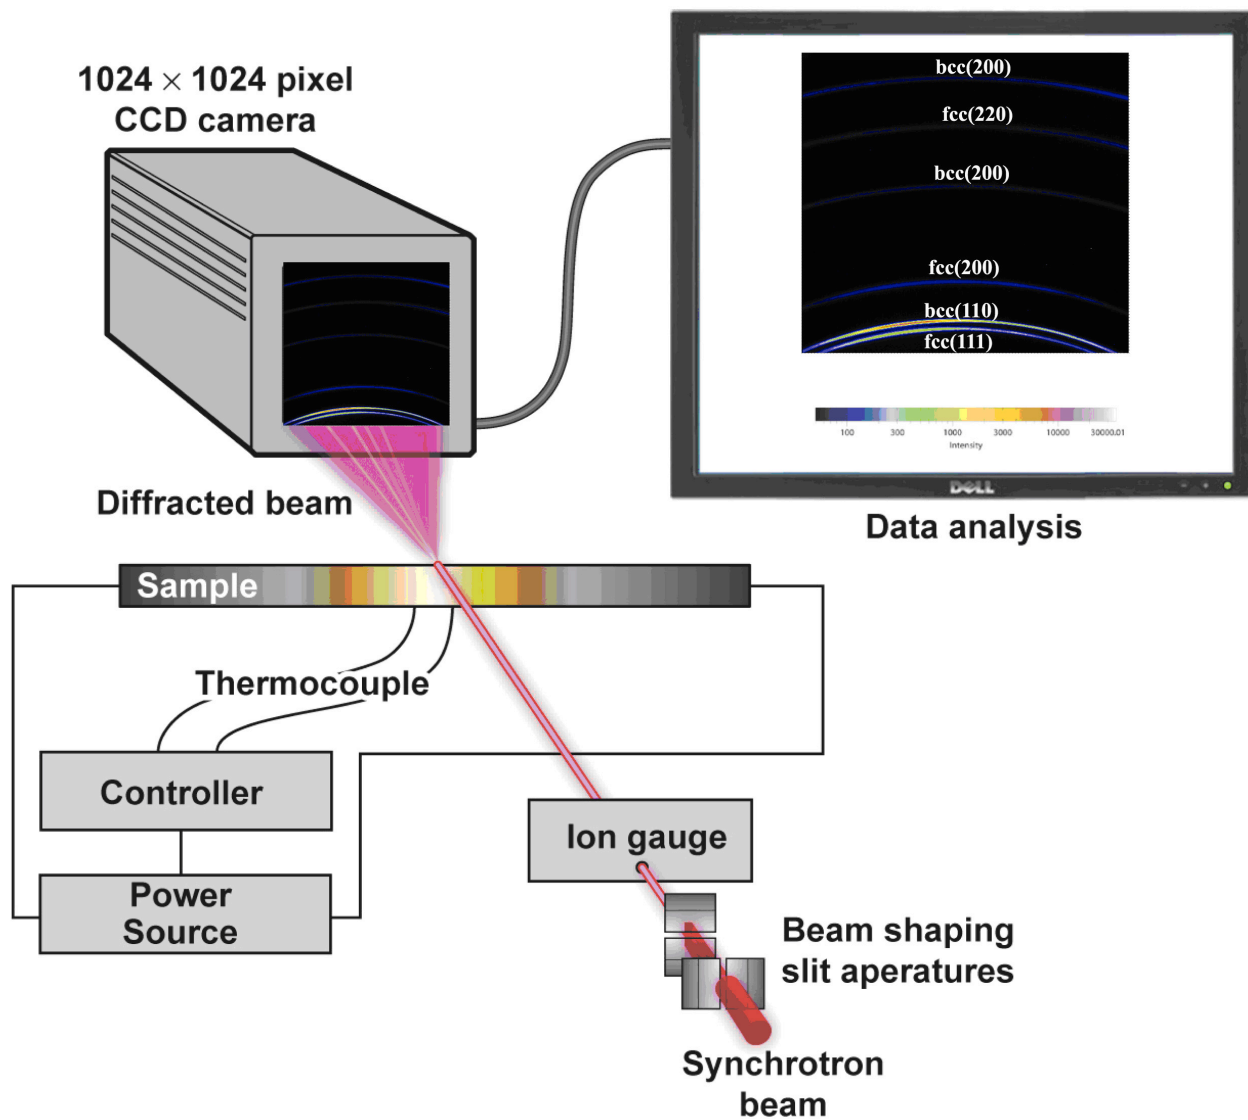 1024 × 1024 pixel
CCD camera
bcc(200)
fcc(220)
bcc(200)
fcc(200)
bcc(110)
fcc(111)
100 300 1000 3000 10000 30000.01
Intensity
DELL
Data analysis
Diffracted beam
Sample
Thermocouple
Controller
Power
Source
Ion gauge
Beam shaping
slit aperatures
Synchrotron
beam